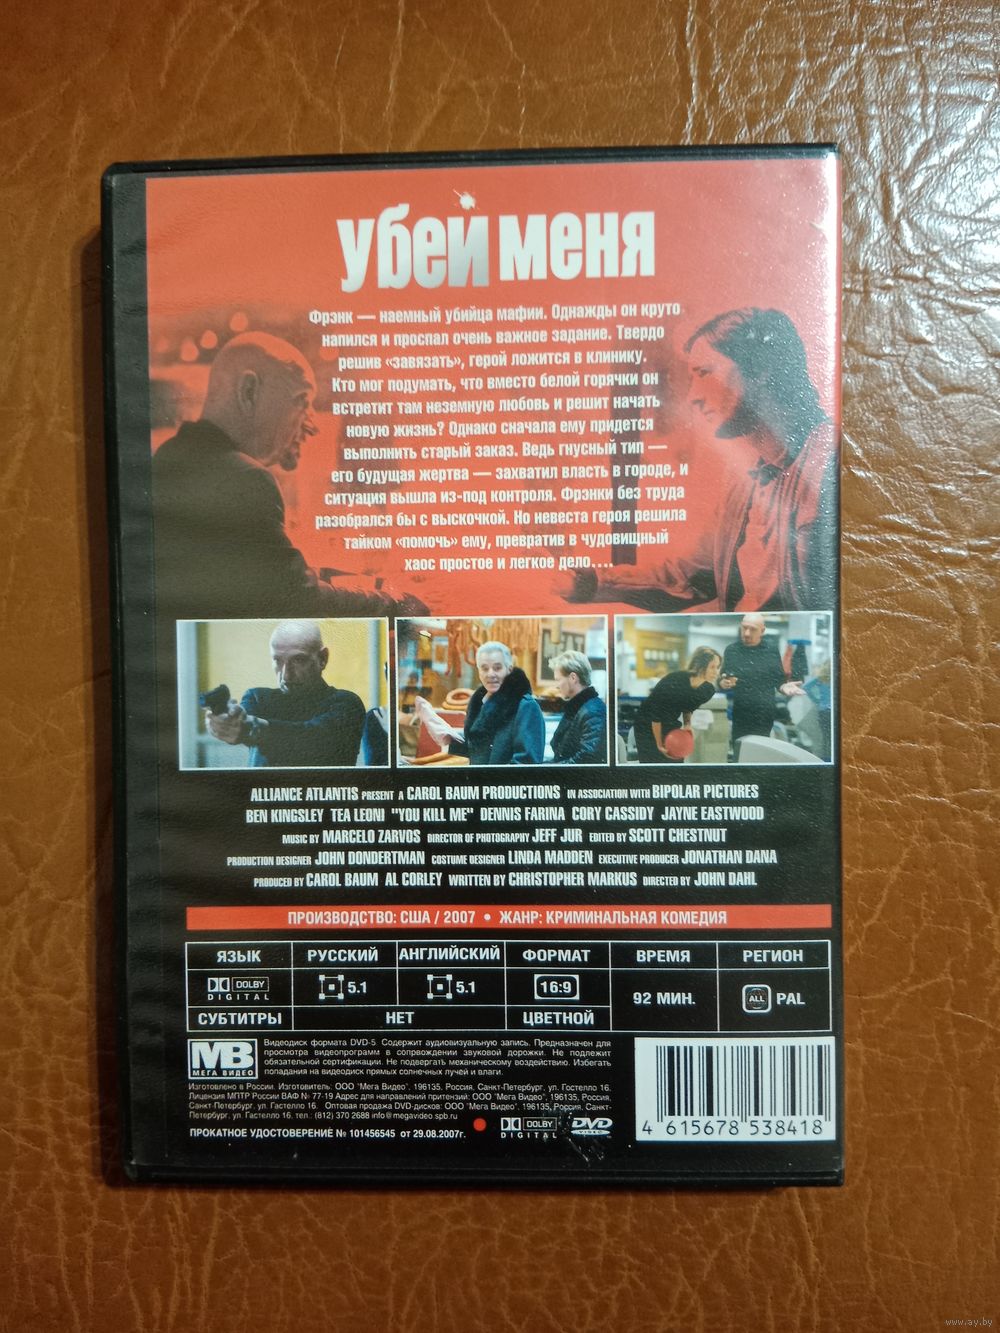 убей меня
Фрэнк — наемный убийца мафии. Однажды он круто
напился и проспал очень важное задание. Твердо
решив «завязать», герой ложится в клинику.
Кто мог подумать, что вместо белой горячки он
встретит там неземную любовь и решит начать
новую жизнь? Однако сначала ему придется
выполнить старый заказ. Ведь гнусный тип —
его будущая жертва — захватил власть в городе, и
ситуация вышла из-под контроля. Фрэнки без труда
разобрался бы с выскочкой. Но невеста героя решила
тайком «помочь» ему, превратив в чудовищный
хаос простое и легкое дело....
ALLIANCE ATLANTIS PRESENT A CAROL BAUM PRODUCTIONS IN ASSOCIATION WITH BIPOLAR PICTURES
BEN KINGSLEY TEA LEONI "YOU KILL ME" DENNIS FARINA CORY CASSIDY JAYNE EASTWOOD
MUSIC BY MARCELO ZARVOS DIRECTOR OF PHOTOGRAPHY JEFF JUR EDITED BY SCOTT CHESTNUT
PRODUCTION DESIGNER JOHN DONDERTMAN COSTUME DESIGNER LINDA MADDEN EXECUTIVE PRODUCER JONATHAN DANA
PRODUCED BY CAROL BAUM AL CORLEY WRITTEN BY CHRISTOPHER MARKUS DIRECTED BY JOHN DAHL
ПРОИЗВОДСТВО: США / 2007 • ЖАНР: КРИМИНАЛЬНАЯ КОМЕДИЯ
ЯЗЫК РУССКИЙ АНГЛИЙСКИЙ ФОРМАТ ВРЕМЯ РЕГИОН
DOLBY DIGITAL 5.1 5.1 16:9 92 МИН. ALL PAL
СУБТИТРЫ НЕТ ЦВЕТНОЙ
MB МЕГА ВИДЕО
Видеодиск формата DVD-5. Содержит аудиовизуальную запись. Предназначен для
просмотра видеопрограмм в сопровождении звуковой дорожки. Не подлежит
обязательной сертификации. Не подвергать механическому воздействию. Избегать
попадания на видеодиск прямых солнечных лучей и влаги.
Изготовлено в России. Изготовитель: ООО "Мега Видео", 196135, Россия, Санкт-Петербург, ул. Гостелло 16.
Лицензия МПТР России ВАФ № 77-19 Адрес для направлений претензий: ООО "Мега Видео", 196135, Россия,
Санкт-Петербург, ул. Гастелло 16. Оптовая продажа DVD-дисков: ООО "Мега Видео", 196135, Россия, Санкт-
Петербург, ул. Гастелло 16. тел.: (812) 370 2688 info@megavideo.spb.ru
ПРОКАТНОЕ УДОСТОВЕРЕНИЕ № 101456545 от 29.08.2007г.
DOLBY DIGITAL DVD VIDEO
4 615678 538418
www.ay.by